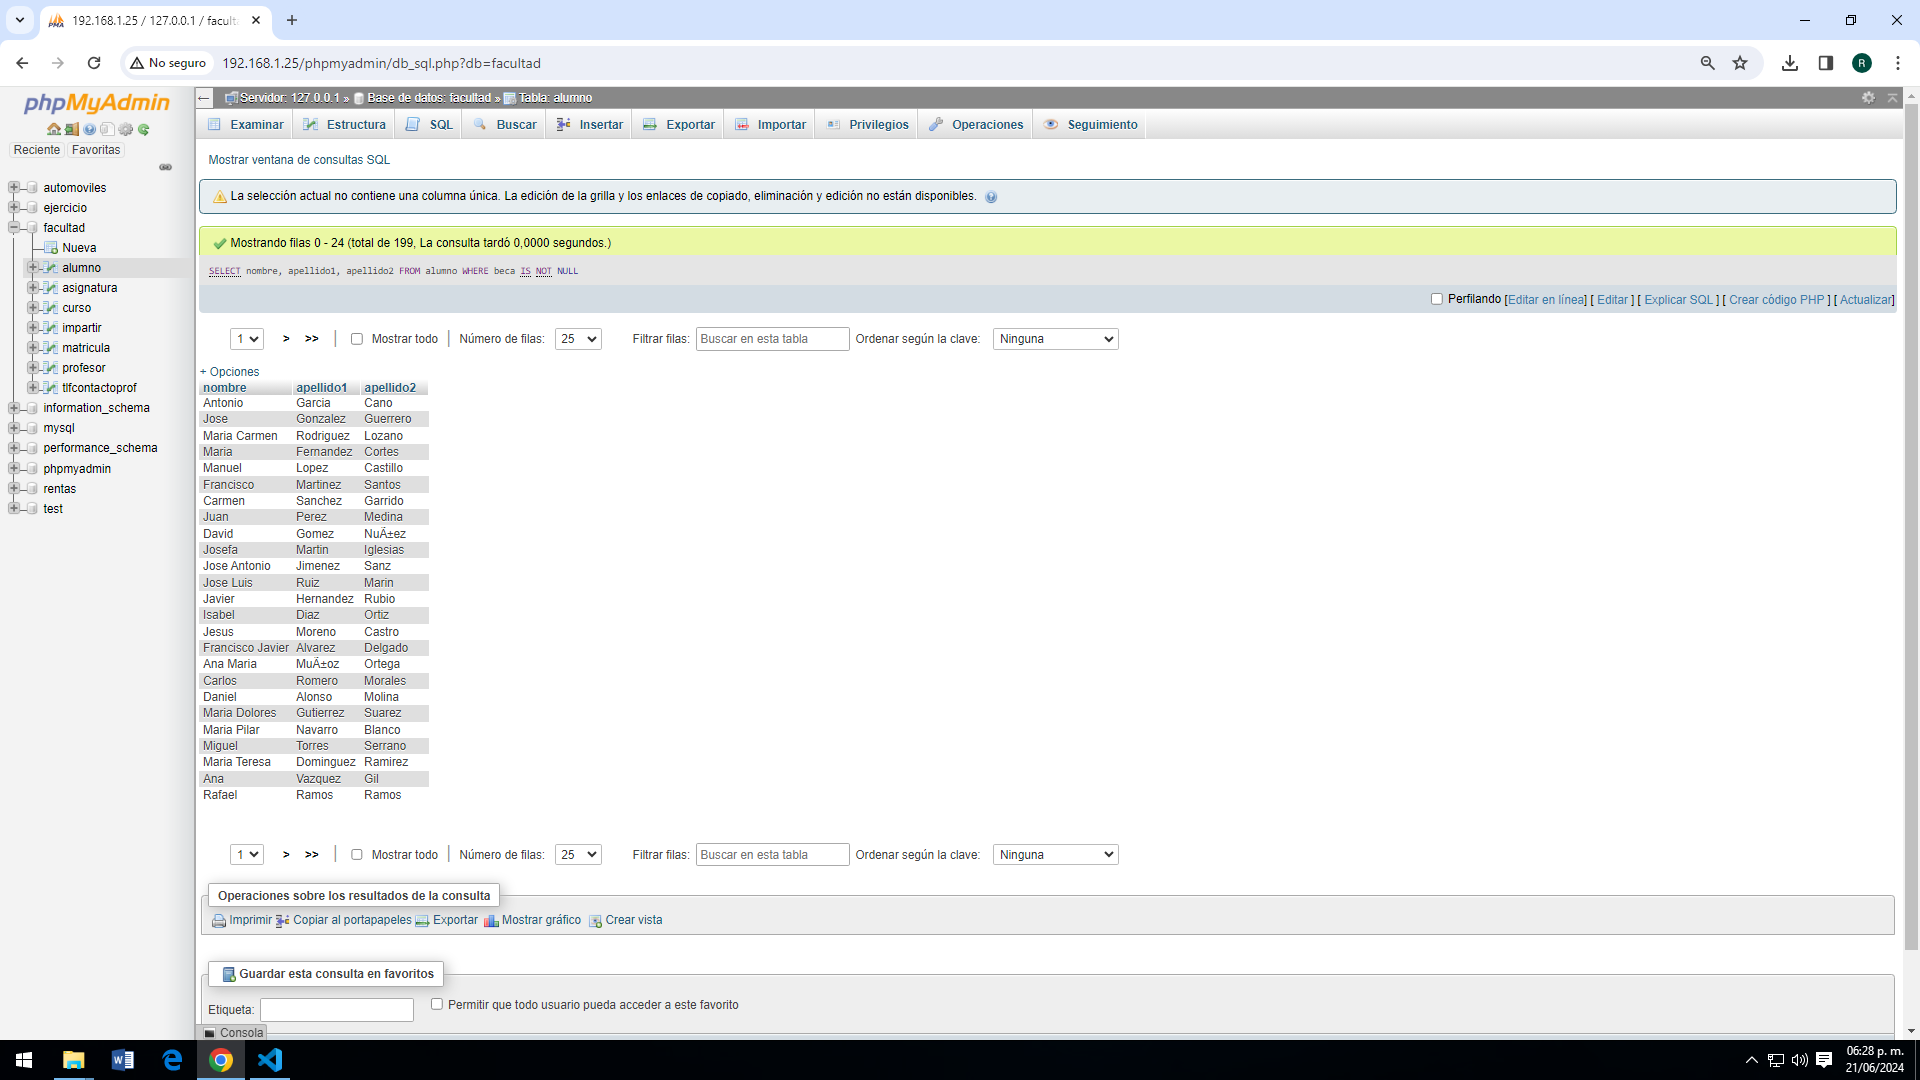 192.168.1.25 / 127.0.0.1 / facult
No seguro
192.168.1.25/phpmyadmin/db_sql.php?db=facultad
R
phpMyAdmin
Reciente
Favoritas
automoviles
ejercicio
facultad
Nueva
alumno
asignatura
curso
impartir
matricula
profesor
tlfcontactoprof
information_schema
mysql
performance_schema
phpmyadmin
rentas
test
Servidor: 127.0.0.1 » Base de datos: facultad » Tabla: alumno
Examinar Estructura SQL Buscar Insertar Exportar Importar Privilegios Operaciones Seguimiento
Mostrar ventana de consultas SQL
La selección actual no contiene una columna única. La edición de la grilla y los enlaces de copiado, eliminación y edición no están disponibles.
Mostrando filas 0 - 24 (total de 199, La consulta tardó 0,0000 segundos.)
SELECT nombre, apellido1, apellido2 FROM alumno WHERE beca IS NOT NULL
Perfilando [Editar en línea] [ Editar ] [ Explicar SQL ] [ Crear código PHP ] [ Actualizar]
1 > >> | Mostrar todo | Número de filas: 25 Filtrar filas: Buscar en esta tabla Ordenar según la clave: Ninguna
+ Opciones
nombre apellido1 apellido2
Antonio Garcia Cano
Jose Gonzalez Guerrero
Maria Carmen Rodriguez Lozano
Maria Fernandez Cortes
Manuel Lopez Castillo
Francisco Martinez Santos
Carmen Sanchez Garrido
Juan Perez Medina
David Gomez NuÃ±ez
Josefa Martin Iglesias
Jose Antonio Jimenez Sanz
Jose Luis Ruiz Marin
Javier Hernandez Rubio
Isabel Diaz Ortiz
Jesus Moreno Castro
Francisco Javier Alvarez Delgado
Ana Maria MuÃ±oz Ortega
Carlos Romero Morales
Daniel Alonso Molina
Maria Dolores Gutierrez Suarez
Maria Pilar Navarro Blanco
Miguel Torres Serrano
Maria Teresa Dominguez Ramirez
Ana Vazquez Gil
Rafael Ramos Ramos
1 > >> | Mostrar todo | Número de filas: 25 Filtrar filas: Buscar en esta tabla Ordenar según la clave: Ninguna
Operaciones sobre los resultados de la consulta
Imprimir Copiar al portapapeles Exportar Mostrar gráfico Crear vista
Guardar esta consulta en favoritos
Etiqueta: Permitir que todo usuario pueda acceder a este favorito
Consola
06:28 p. m.
21/06/2024